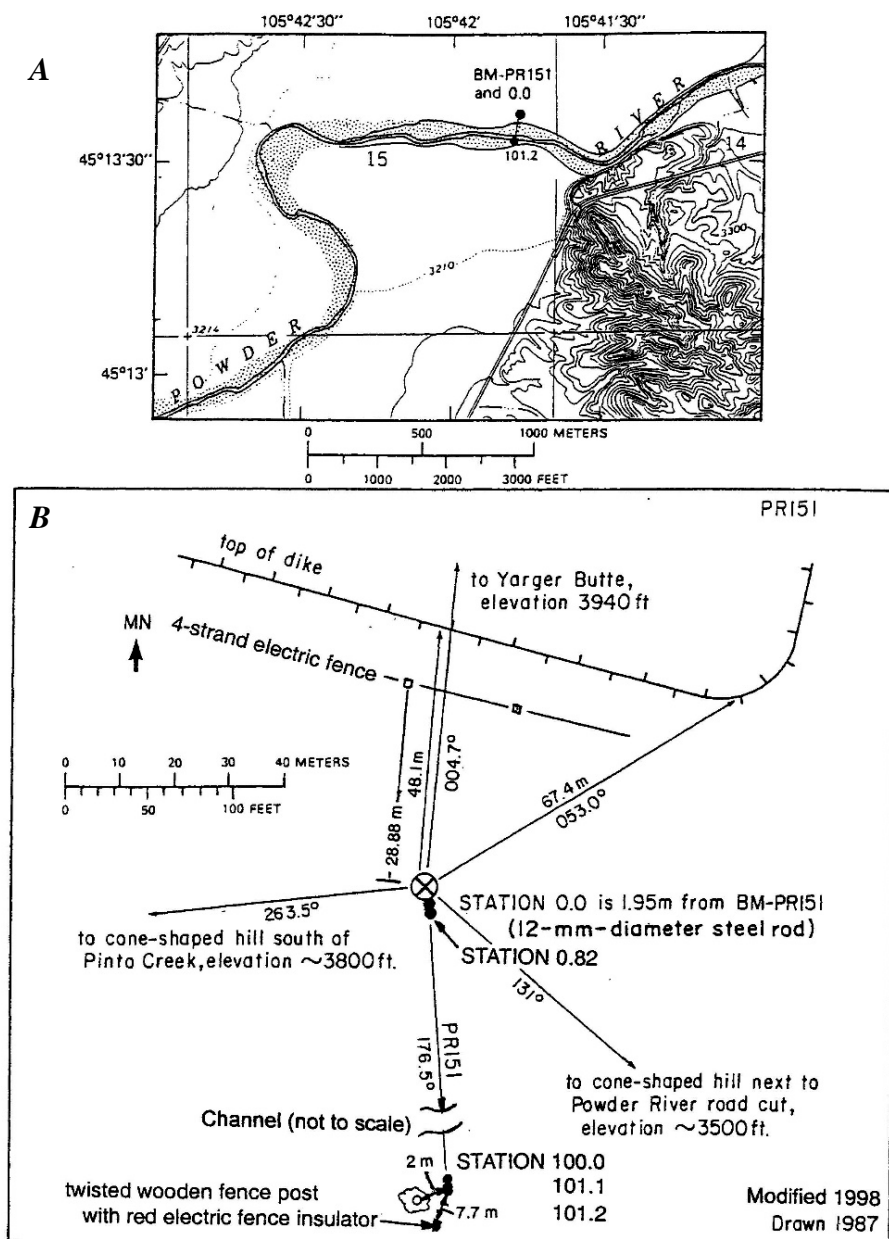 105°42'30" 105°42' 105°41'30"
A
BM-PR151
and 0.0
RIVER
45°13'30"
15
101.2
14
3300
3210
3214
POWDER
45°13'
0 500 1000 METERS
0 1000 2000 3000 FEET
B
PR151
top of dike
to Yarger Butte,
elevation 3940 ft
MN
4-strand electric fence
0 10 20 30 40 METERS
0 50 100 FEET
28.88 m
48.1m
004.7°
67.4m
053.0°
263.5°
to cone-shaped hill south of
Pinto Creek, elevation ~3800ft.
STATION 0.0 is 1.95m from BM-PR151
(12-mm-diameter steel rod)
STATION 0.82
131°
PR151
176.5°
to cone-shaped hill next to
Powder River road cut,
elevation ~3500ft.
Channel (not to scale)
2 m
STATION 100.0
101.1
101.2
twisted wooden fence post
with red electric fence insulator
7.7 m
Modified 1998
Drawn 1987